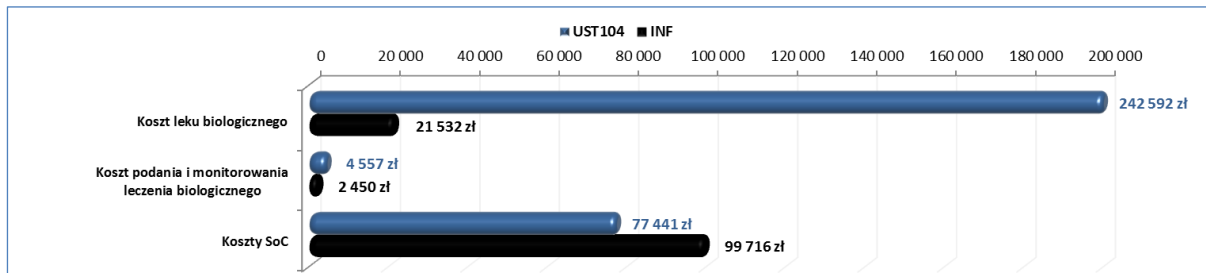 UST104 INF
0 20 000 40 000 60 000 80 000 100 000 120 000 140 000 160 000 180 000 200 000
Koszt leku biologicznego
242 592 zł
21 532 zł
Koszt podania i monitorowania
leczenia biologicznego
4 557 zł
2 450 zł
Koszty SoC
77 441 zł
99 716 zł